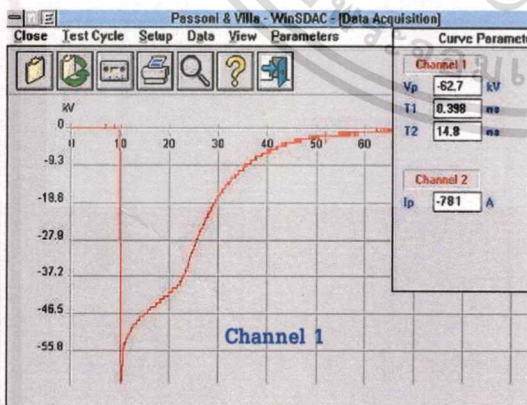 Passoni & Villa - WinSDAC - [Data Acquisition]
Close Test Cycle Setup Data View Parameters
Curve Paramet
Channel 1
Vp -62.7 kV
T1 0.398 ms
T2 14.8 ms
Channel 2
Ip -781 A
kV
0
-9.3
-18.8
-27.9
-37.2
-46.5
-55.8
10 20 30 40 50 60
Channel 1